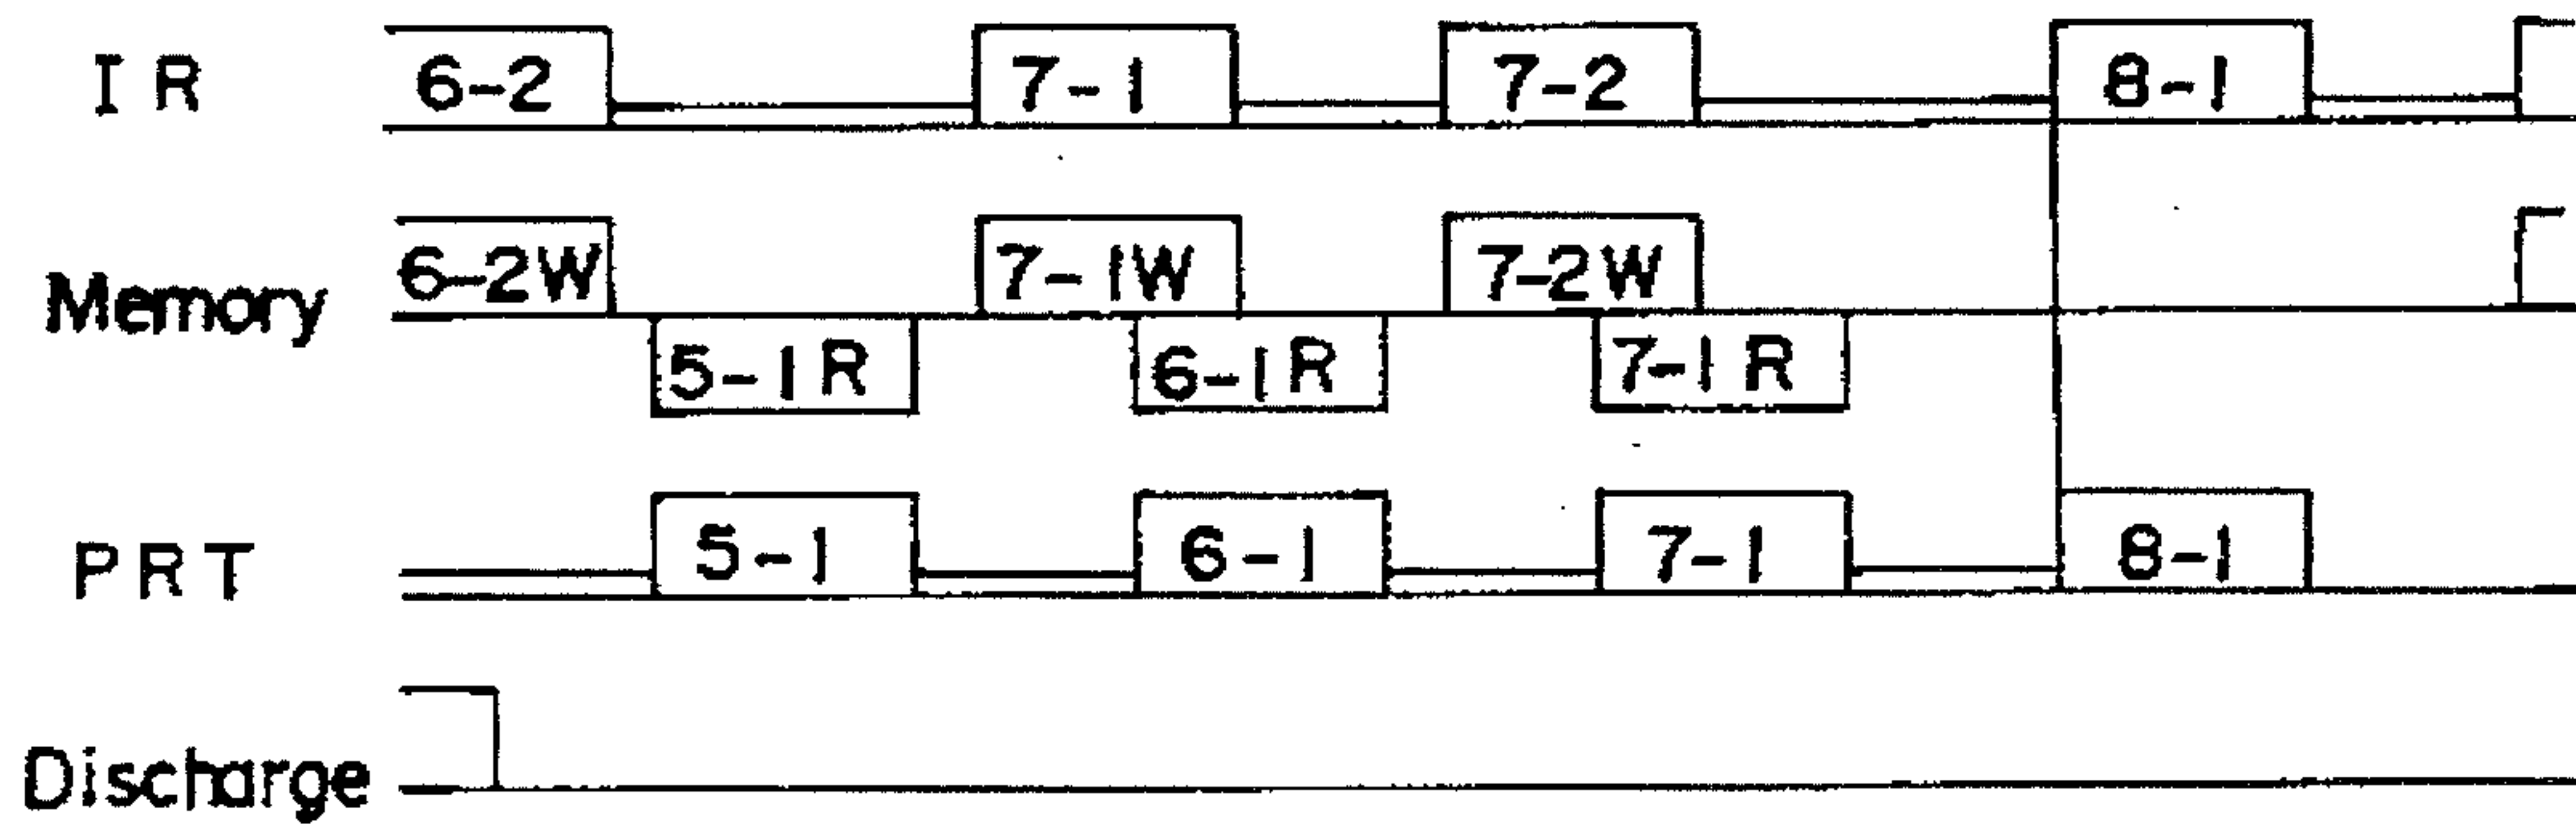 IR 6-2 7-1 7-2 8-1
Memory 6-2W 7-1W 7-2W
5-1R 6-1R 7-1R
PRT 5-1 6-1 7-1 8-1
Discharge